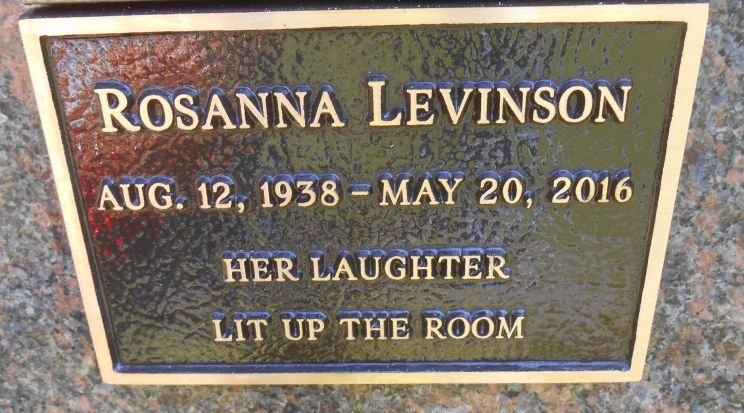 ROSANNA LEVINSON
AUG. 12, 1938 – MAY 20, 2016
HER LAUGHTER
LIT UP THE ROOM